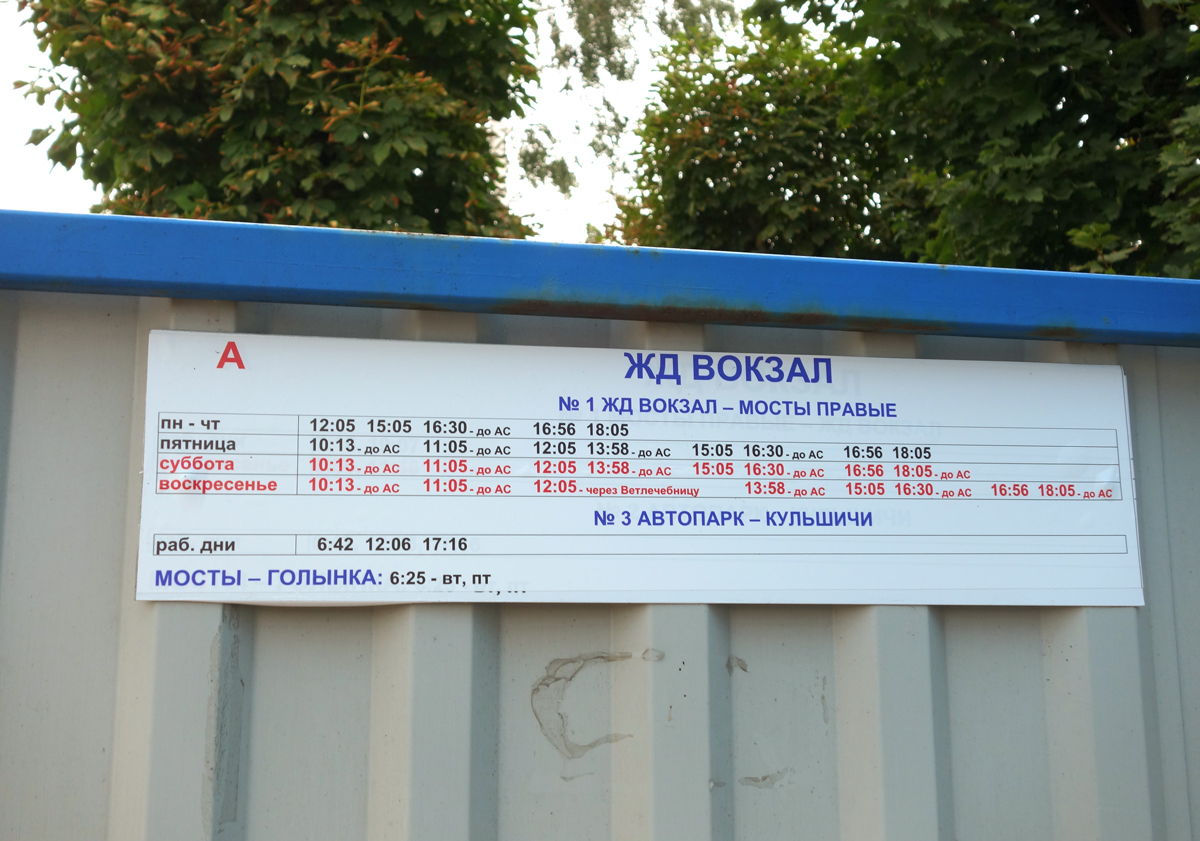 А
ЖД ВОКЗАЛ
№ 1 ЖД ВОКЗАЛ – МОСТЫ ПРАВЫЕ
пн - чт 12:05 15:05 16:30 - до АС 16:56 18:05
пятница 10:13 - до АС 11:05 - до АС 12:05 13:58 - до АС 15:05 16:30 - до АС 16:56 18:05
суббота 10:13 - до АС 11:05 - до АС 12:05 13:58 - до АС 15:05 16:30 - до АС 16:56 18:05 - до АС
воскресенье 10:13 - до АС 11:05 - до АС 12:05 - через Ветлечебницу 13:58 - до АС 15:05 16:30 - до АС 16:56 18:05 - до АС
№ 3 АВТОПАРК – КУЛЬШИЧИ
раб. дни 6:42 12:06 17:16
МОСТЫ – ГОЛЫНКА: 6:25 - вт, пт